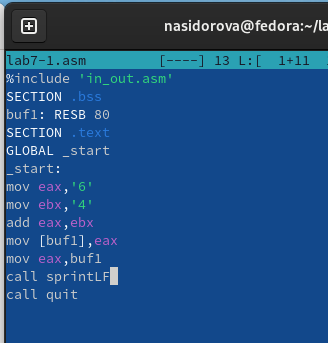 nasidorova@fedora:~/la
lab7-1.asm [----] 13 L:[ 1+11
%include 'in_out.asm'
SECTION .bss
buf1: RESB 80
SECTION .text
GLOBAL _start
_start:
mov eax,'6'
mov ebx,'4'
add eax,ebx
mov [buf1],eax
mov eax,buf1
call sprintLF
call quit